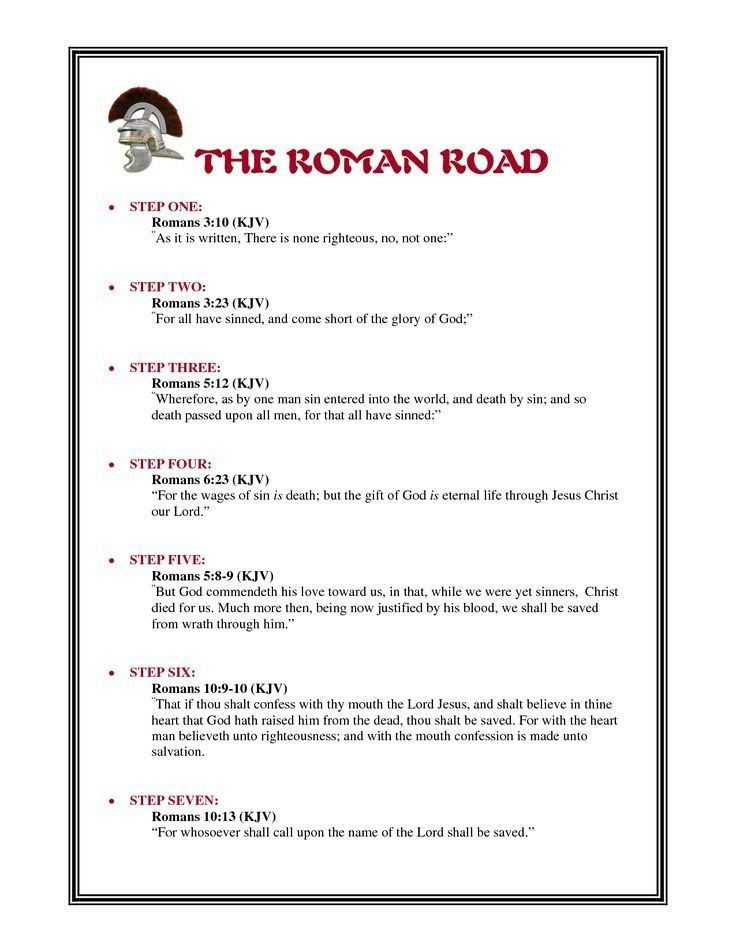 THE ROMAN ROAD
• STEP ONE:
Romans 3:10 (KJV)
"As it is written, There is none righteous, no, not one:”
• STEP TWO:
Romans 3:23 (KJV)
"For all have sinned, and come short of the glory of God;”
• STEP THREE:
Romans 5:12 (KJV)
"Wherefore, as by one man sin entered into the world, and death by sin; and so
death passed upon all men, for that all have sinned:”
• STEP FOUR:
Romans 6:23 (KJV)
“For the wages of sin is death; but the gift of God is eternal life through Jesus Christ
our Lord.”
• STEP FIVE:
Romans 5:8-9 (KJV)
"But God commendeth his love toward us, in that, while we were yet sinners, Christ
died for us. Much more then, being now justified by his blood, we shall be saved
from wrath through him.”
• STEP SIX:
Romans 10:9-10 (KJV)
"That if thou shalt confess with thy mouth the Lord Jesus, and shalt believe in thine
heart that God hath raised him from the dead, thou shalt be saved. For with the heart
man believeth unto righteousness; and with the mouth confession is made unto
salvation.
• STEP SEVEN:
Romans 10:13 (KJV)
“For whosoever shall call upon the name of the Lord shall be saved.”